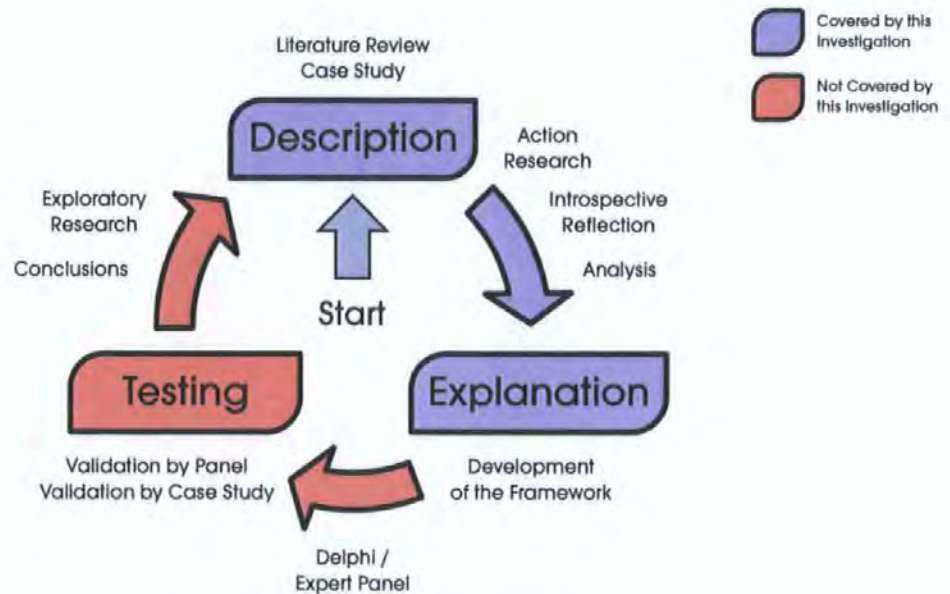 Covered by this
Investigation
Not Covered by
this Investigation
Literature Review
Case Study
Description
Action
Research
Introspective
Reflection
Analysis
Exploratory
Research
Conclusions
Start
Testing
Explanation
Validation by Panel
Validation by Case Study
Development
of the Framework
Delphi /
Expert Panel